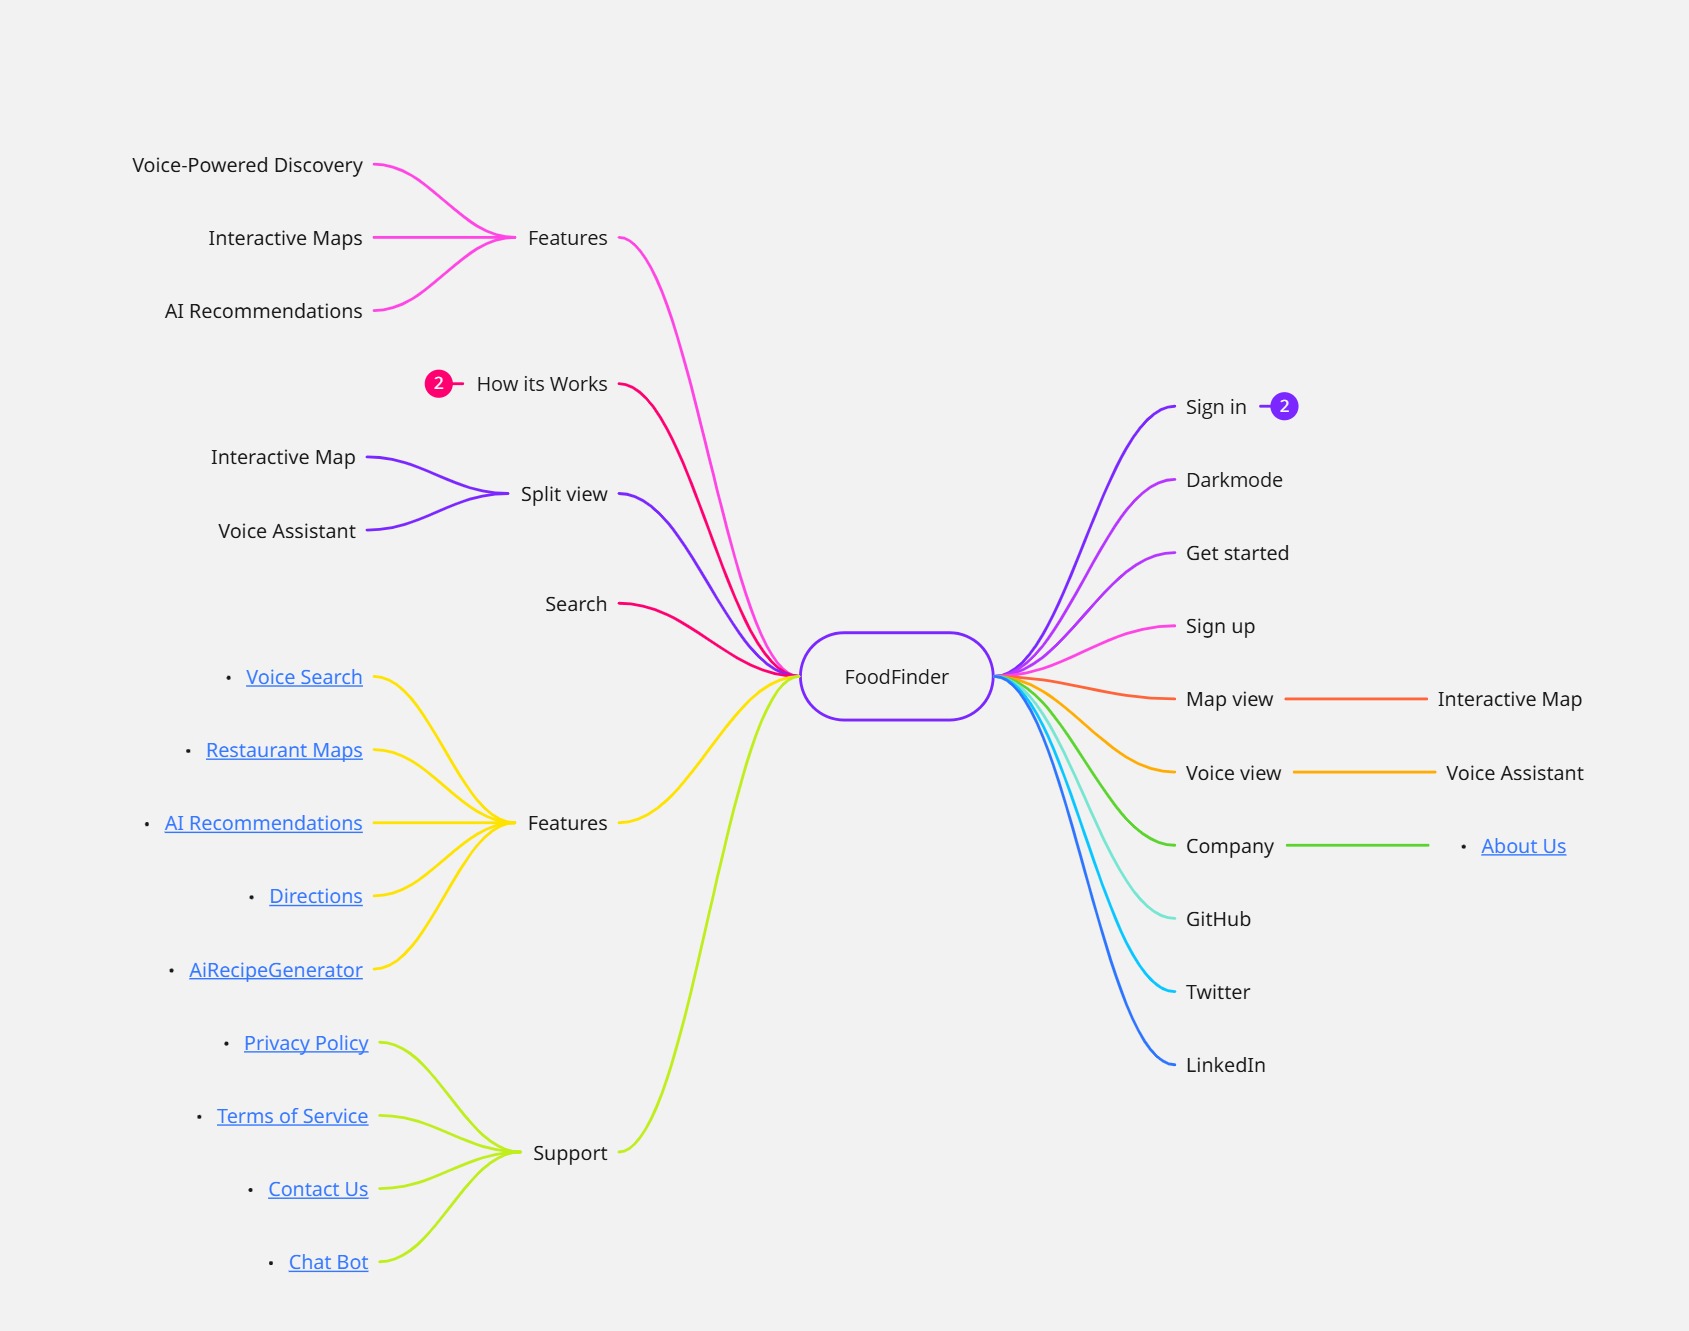 Voice-Powered Discovery
Interactive Maps
AI Recommendations
Features
2
How its Works
Interactive Map
Voice Assistant
Split view
Search
• Voice Search
• Restaurant Maps
• AI Recommendations
• Directions
• AiRecipeGenerator
Features
• Privacy Policy
• Terms of Service
• Contact Us
• Chat Bot
Support
FoodFinder
Sign in
2
Darkmode
Get started
Sign up
Map view
Interactive Map
Voice view
Voice Assistant
Company
• About Us
GitHub
Twitter
LinkedIn